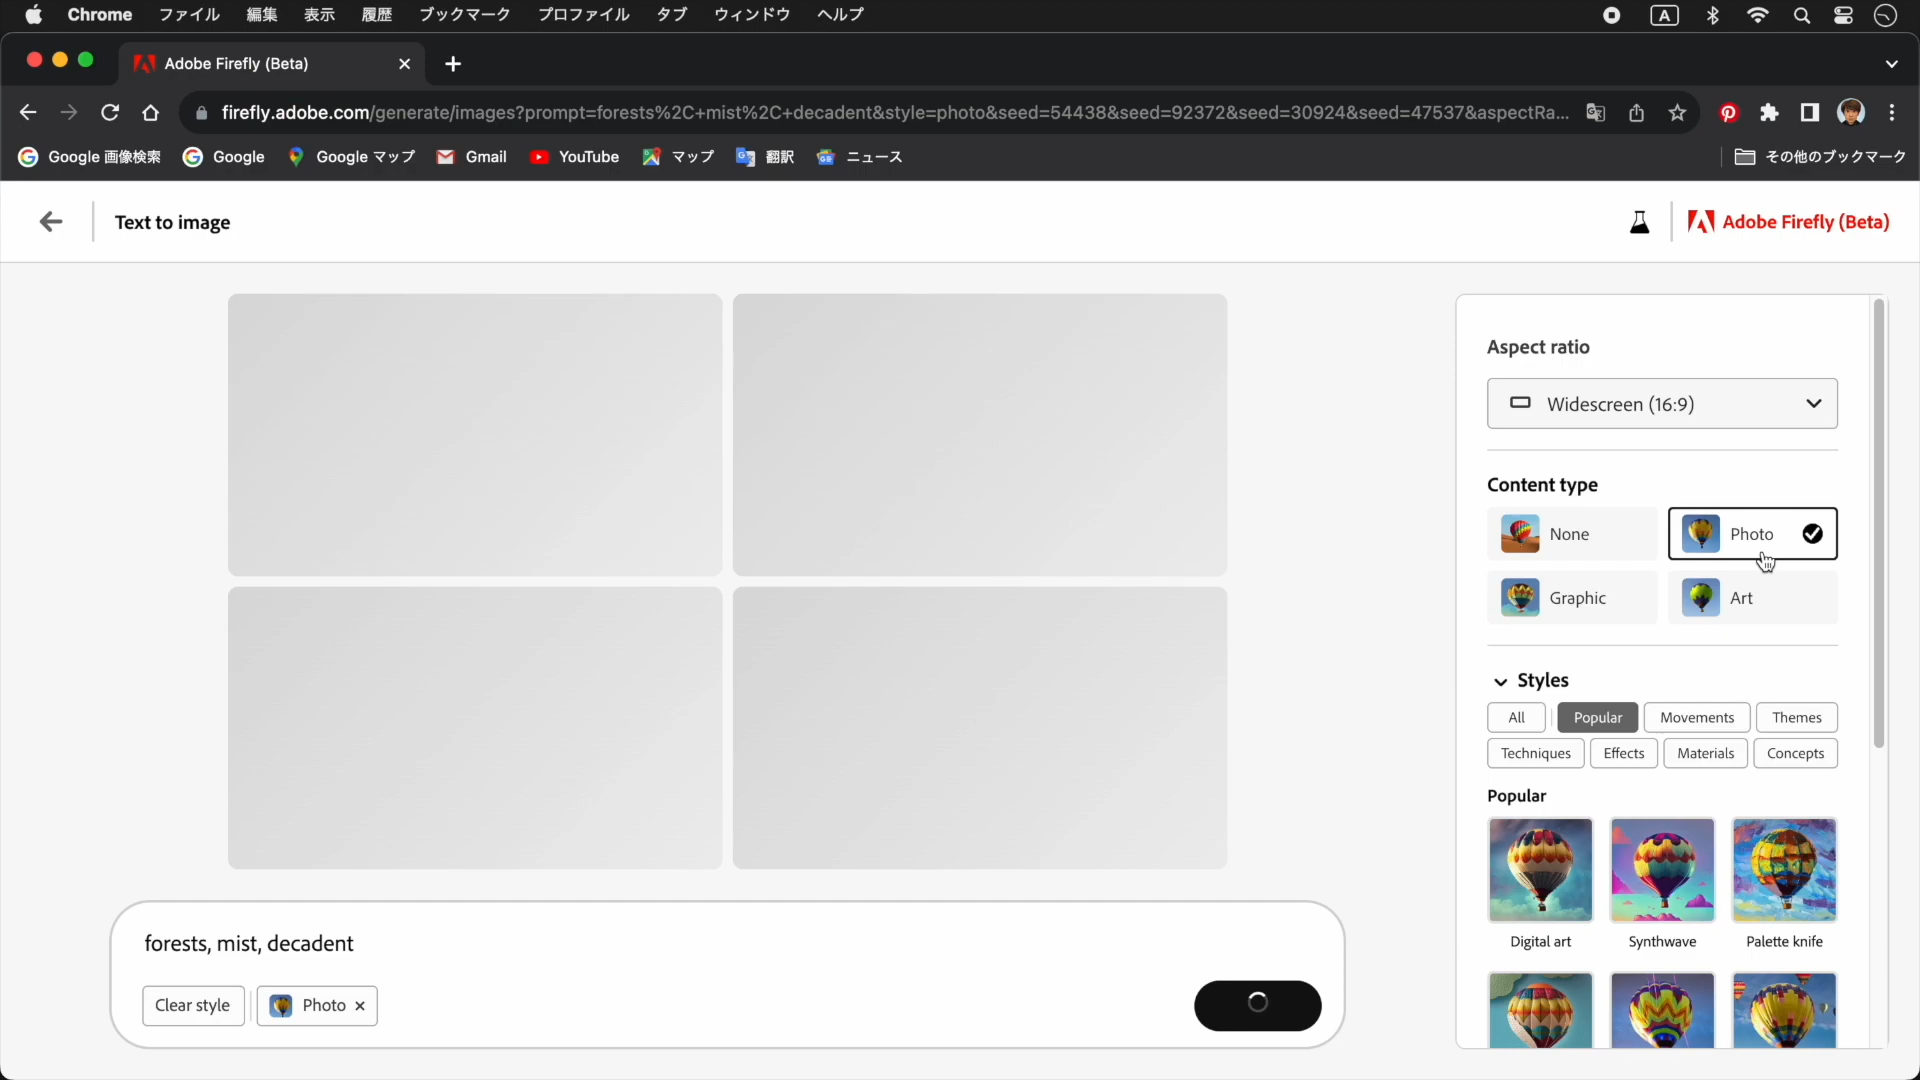 Chrome ファイル 編集 表示 履歴 ブックマーク プロファイル タブ ウィンドウ ヘルプ A
Adobe Firefly (Beta)
firefly.adobe.com/generate/images?prompt=forests%2C+mist%2C+decadent&style=photo&seed=54438&seed=92372&seed=30924&seed=47537&aspectRa...
Google 画像検索 Google Google マップ Gmail YouTube マップ 翻訳 ニュース その他のブックマーク
Text to image
Adobe Firefly (Beta)
Aspect ratio
Widescreen (16:9)
Content type
None Photo
Graphic Art
Styles
All Popular Movements Themes
Techniques Effects Materials Concepts
Popular
Digital art Synthwave Palette knife
forests, mist, decadent
Clear style Photo